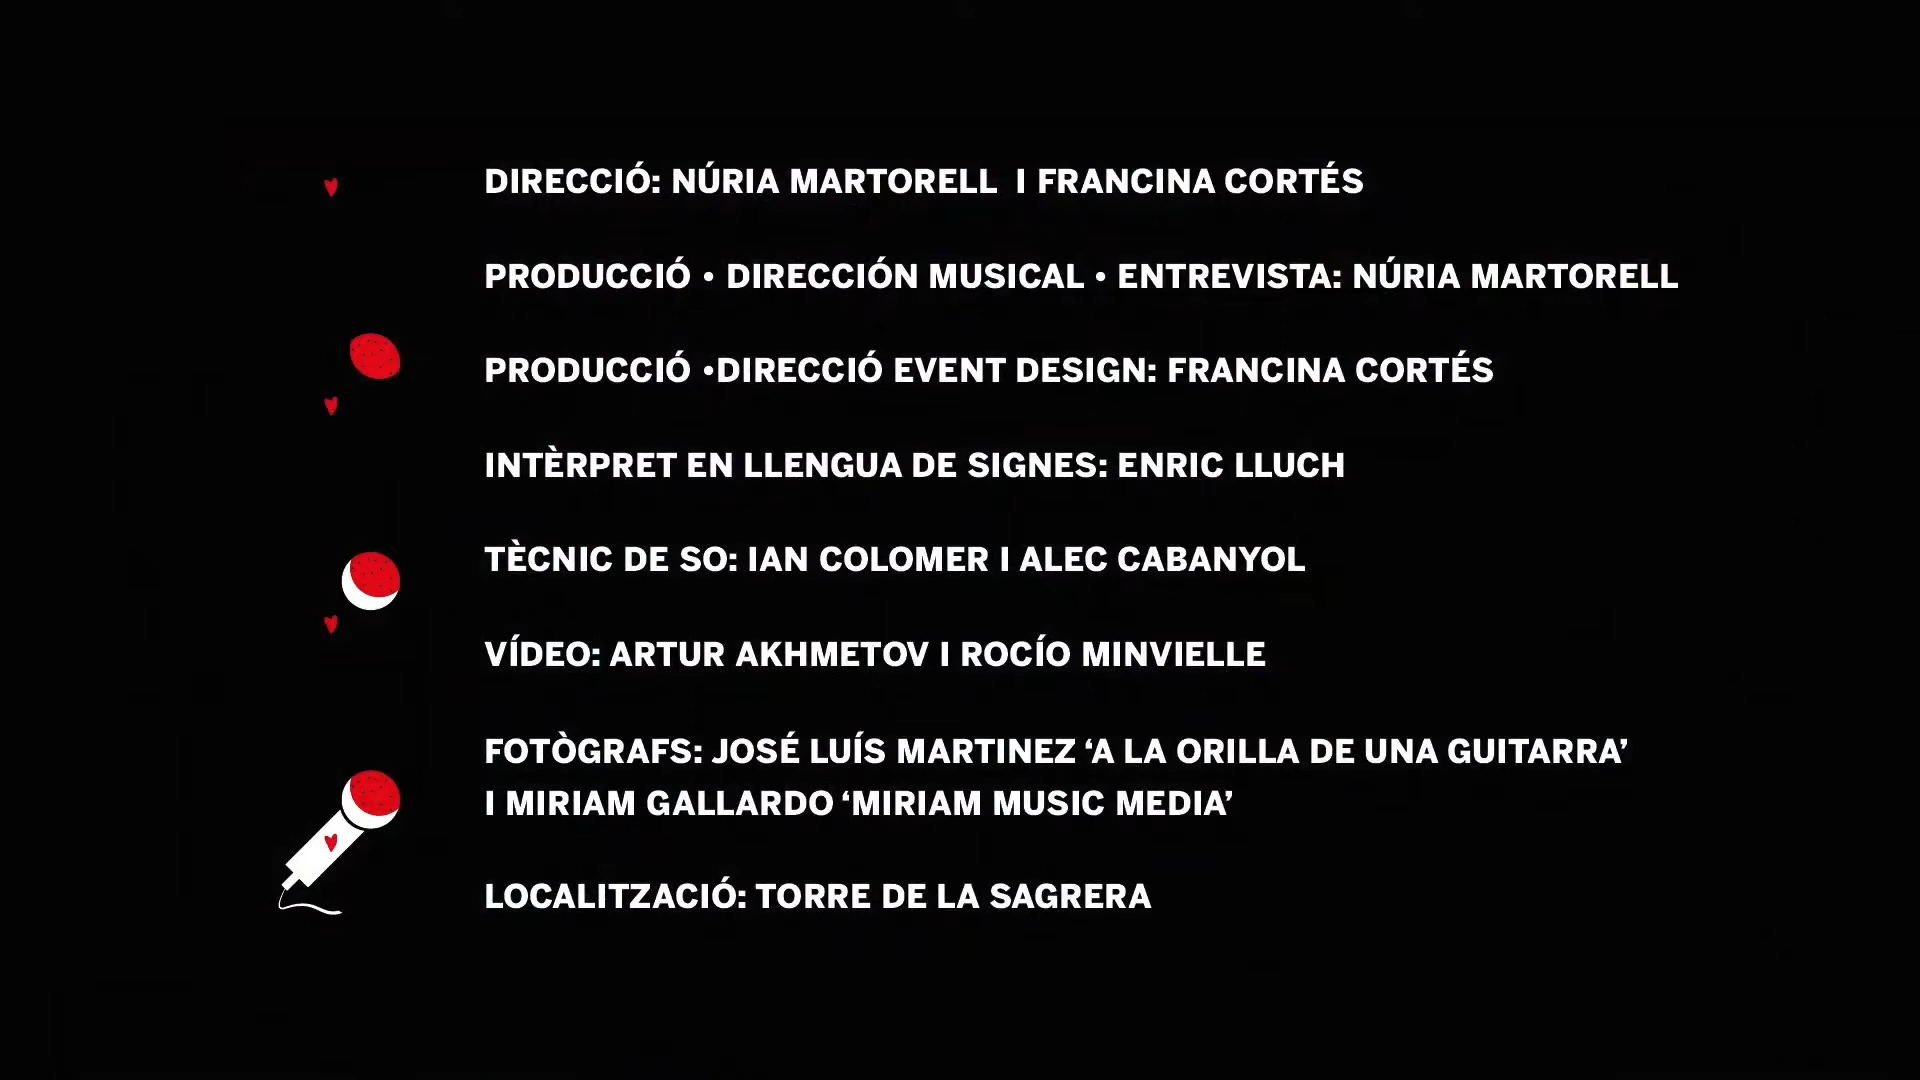 DIRECCIÓ: NÚRIA MARTORELL I FRANCINA CORTÉS
PRODUCCIÓ • DIRECCIÓN MUSICAL • ENTREVISTA: NÚRIA MARTORELL
PRODUCCIÓ •DIRECCIÓ EVENT DESIGN: FRANCINA CORTÉS
INTÈRPRET EN LLENGUA DE SIGNES: ENRIC LLUCH
TÈCNIC DE SO: IAN COLOMER I ALEC CABANYOL
VÍDEO: ARTUR AKHMETOV I ROCÍO MINVIELLE
FOTÒGRAFS: JOSÉ LUÍS MARTINEZ ‘A LA ORILLA DE UNA GUITARRA’
I MIRIAM GALLARDO ‘MIRIAM MUSIC MEDIA’
LOCALITZACIÓ: TORRE DE LA SAGRERA